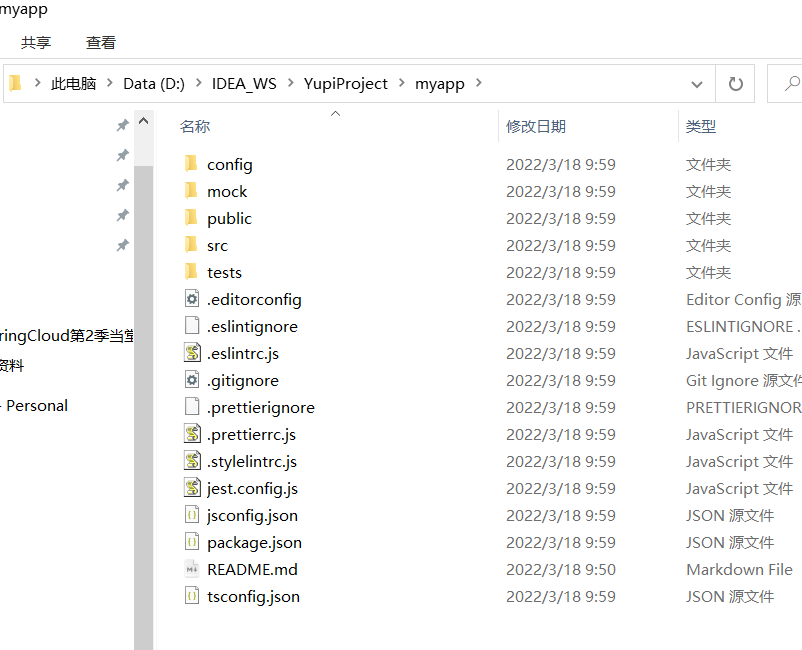 myapp
共享 查看
此电脑 Data (D:) IDEA_WS YupiProject myapp
名称 修改日期 类型
config 2022/3/18 9:59 文件夹
mock 2022/3/18 9:59 文件夹
public 2022/3/18 9:59 文件夹
src 2022/3/18 9:59 文件夹
tests 2022/3/18 9:59 文件夹
.editorconfig 2022/3/18 9:59 Editor Config 源
.eslintignore 2022/3/18 9:59 ESLINTIGNORE .
ringCloud第2季当堂 .eslintrc.js 2022/3/18 9:59 JavaScript 文件
资料 .gitignore 2022/3/18 9:59 Git Ignore 源文件
- Personal .prettierignore 2022/3/18 9:59 PRETTIERIGNOR
.prettierrc.js 2022/3/18 9:59 JavaScript 文件
.stylelintrc.js 2022/3/18 9:59 JavaScript 文件
jest.config.js 2022/3/18 9:59 JavaScript 文件
jsconfig.json 2022/3/18 9:59 JSON 源文件
package.json 2022/3/18 9:59 JSON 源文件
README.md 2022/3/18 9:50 Markdown File
tsconfig.json 2022/3/18 9:59 JSON 源文件